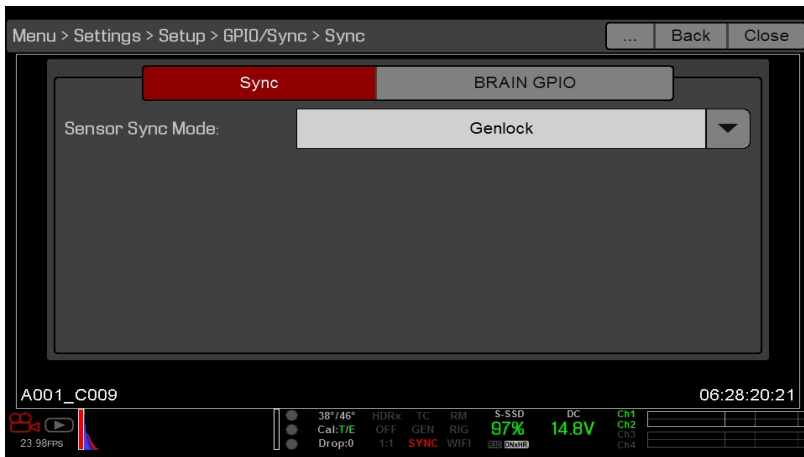 Menu > Settings > Setup > GPIO/Sync > Sync
... Back Close
Sync BRAIN GPIO
Sensor Sync Mode: Genlock
A001_C009 06:28:20:21
38°/46° HDRx TC RM S-SSD DC Ch1
Cal:T/E OFF GEN RIG 97% 14.8V Ch2
23.98FPS Drop:0 1:1 SYNC WIFI R3D DNxHR Ch3
Ch4